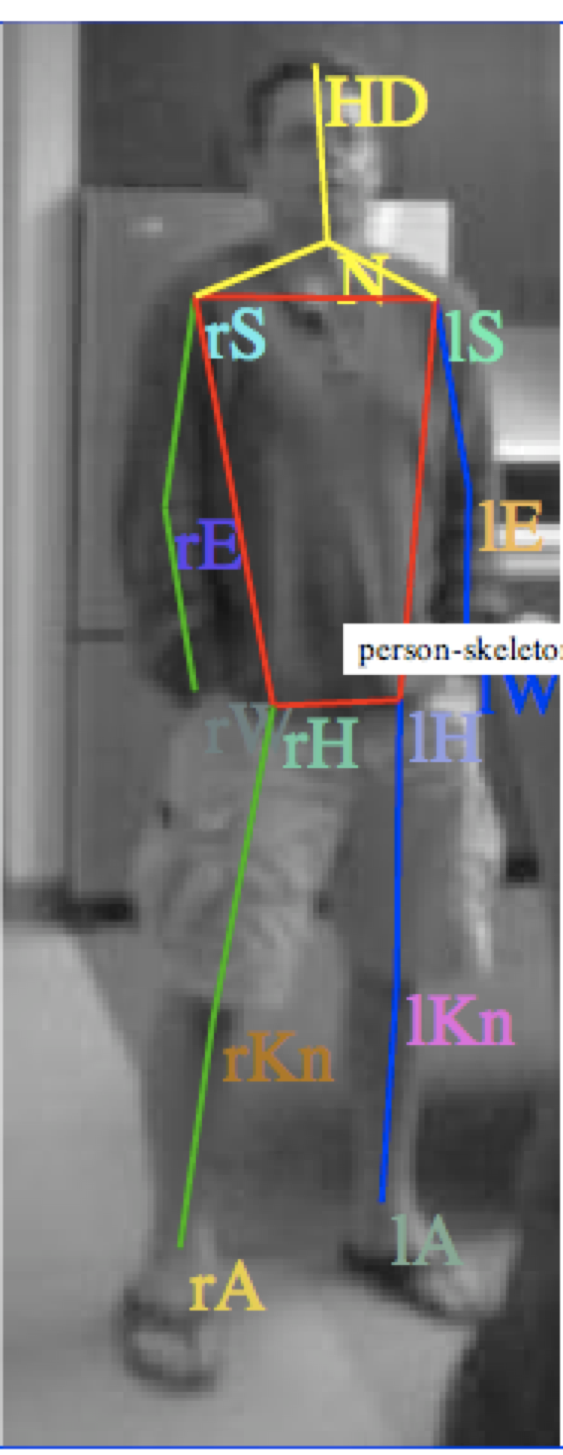 HD
N
rS
lS
lE
rE
person-skeleto
lW
rW
rH
lH
lKn
rKn
lA
rA